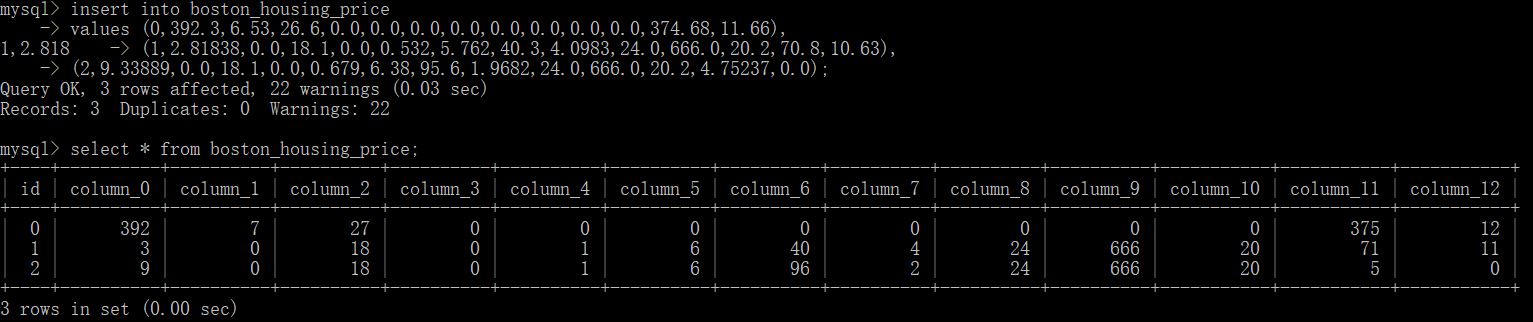 mysql> insert into boston_housing_price
    -> values (0,392.3,6.53,26.6,0.0,0.0,0.0,0.0,0.0,0.0,0.0,0.0,374.68,11.66),
1,2.818   -> (1,2.81838,0.0,18.1,0.0,0.532,5.762,40.3,4.0983,24.0,666.0,20.2,70.8,10.63),
    -> (2,9.33889,0.0,18.1,0.0,0.679,6.38,95.6,1.9682,24.0,666.0,20.2,4.75237,0.0);
Query OK, 3 rows affected, 22 warnings (0.03 sec)
Records: 3  Duplicates: 0  Warnings: 22
mysql> select * from boston_housing_price;
| id | column_0 | column_1 | column_2 | column_3 | column_4 | column_5 | column_6 | column_7 | column_8 | column_9 | column_10 | column_11 | column_12 |
| 0 | 392 | 7 | 27 | 0 | 0 | 0 | 0 | 0 | 0 | 0 | 0 | 375 | 12 |
| 1 | 3 | 0 | 18 | 0 | 1 | 6 | 40 | 4 | 24 | 666 | 20 | 71 | 11 |
| 2 | 9 | 0 | 18 | 0 | 1 | 6 | 96 | 2 | 24 | 666 | 20 | 5 | 0 |
3 rows in set (0.00 sec)